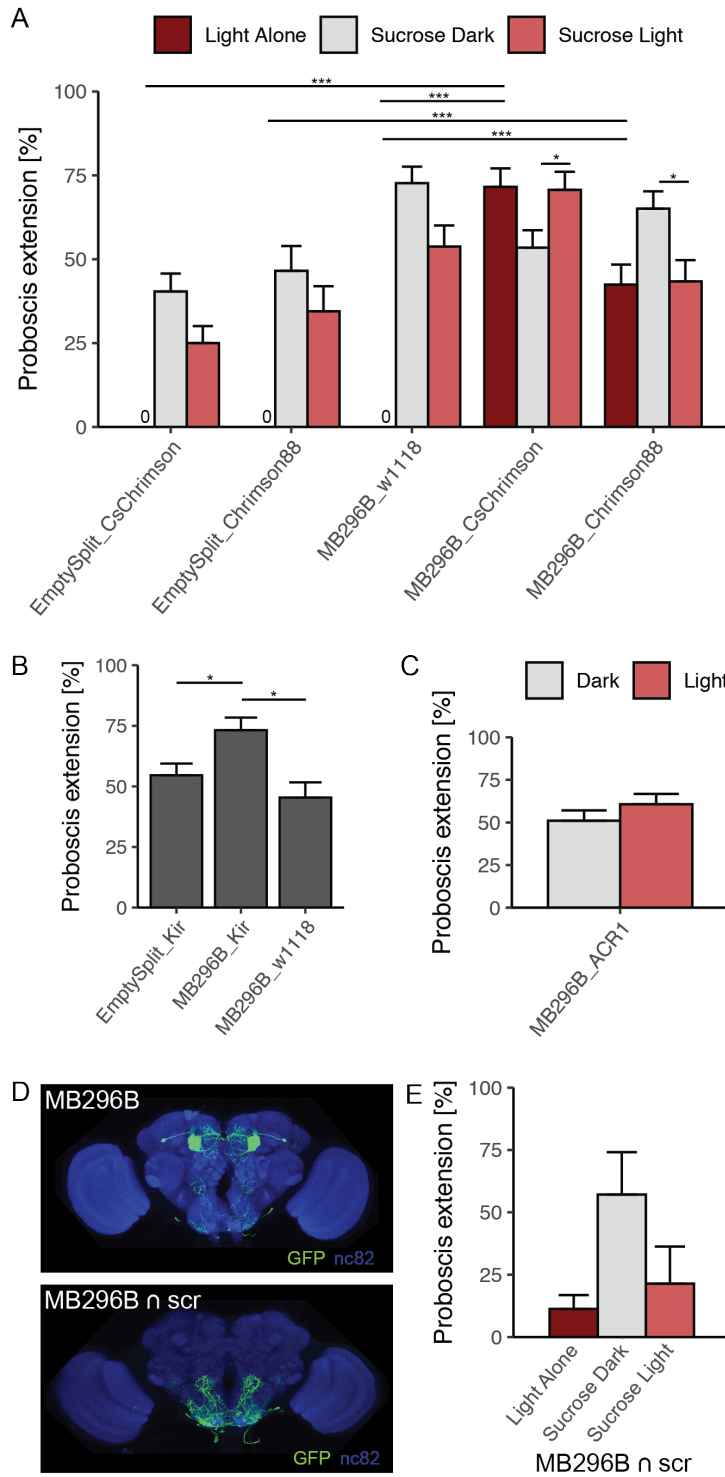 A
Light Alone Sucrose Dark Sucrose Light
Proboscis extension [%]
100
75
50
25
0
***
***
***
***
*
*
0 0 0
EmptySplit_CsChrimson
EmptySplit_Chrimson88
MB296B_w1118
MB296B_CsChrimson
MB296B_Chrimson88
B
Proboscis extension [%]
100
75
50
25
0
* *
EmptySplit_Kir
MB296B_Kir
MB296B_w1118
C
Dark Light
Proboscis extension [%]
100
75
50
25
0
MB296B_ACR1
D
MB296B
GFP nc82
MB296B ∩ scr
GFP nc82
E
Proboscis extension [%]
100
75
50
25
0
Light Alone
Sucrose Dark
Sucrose Light
MB296B ∩ scr